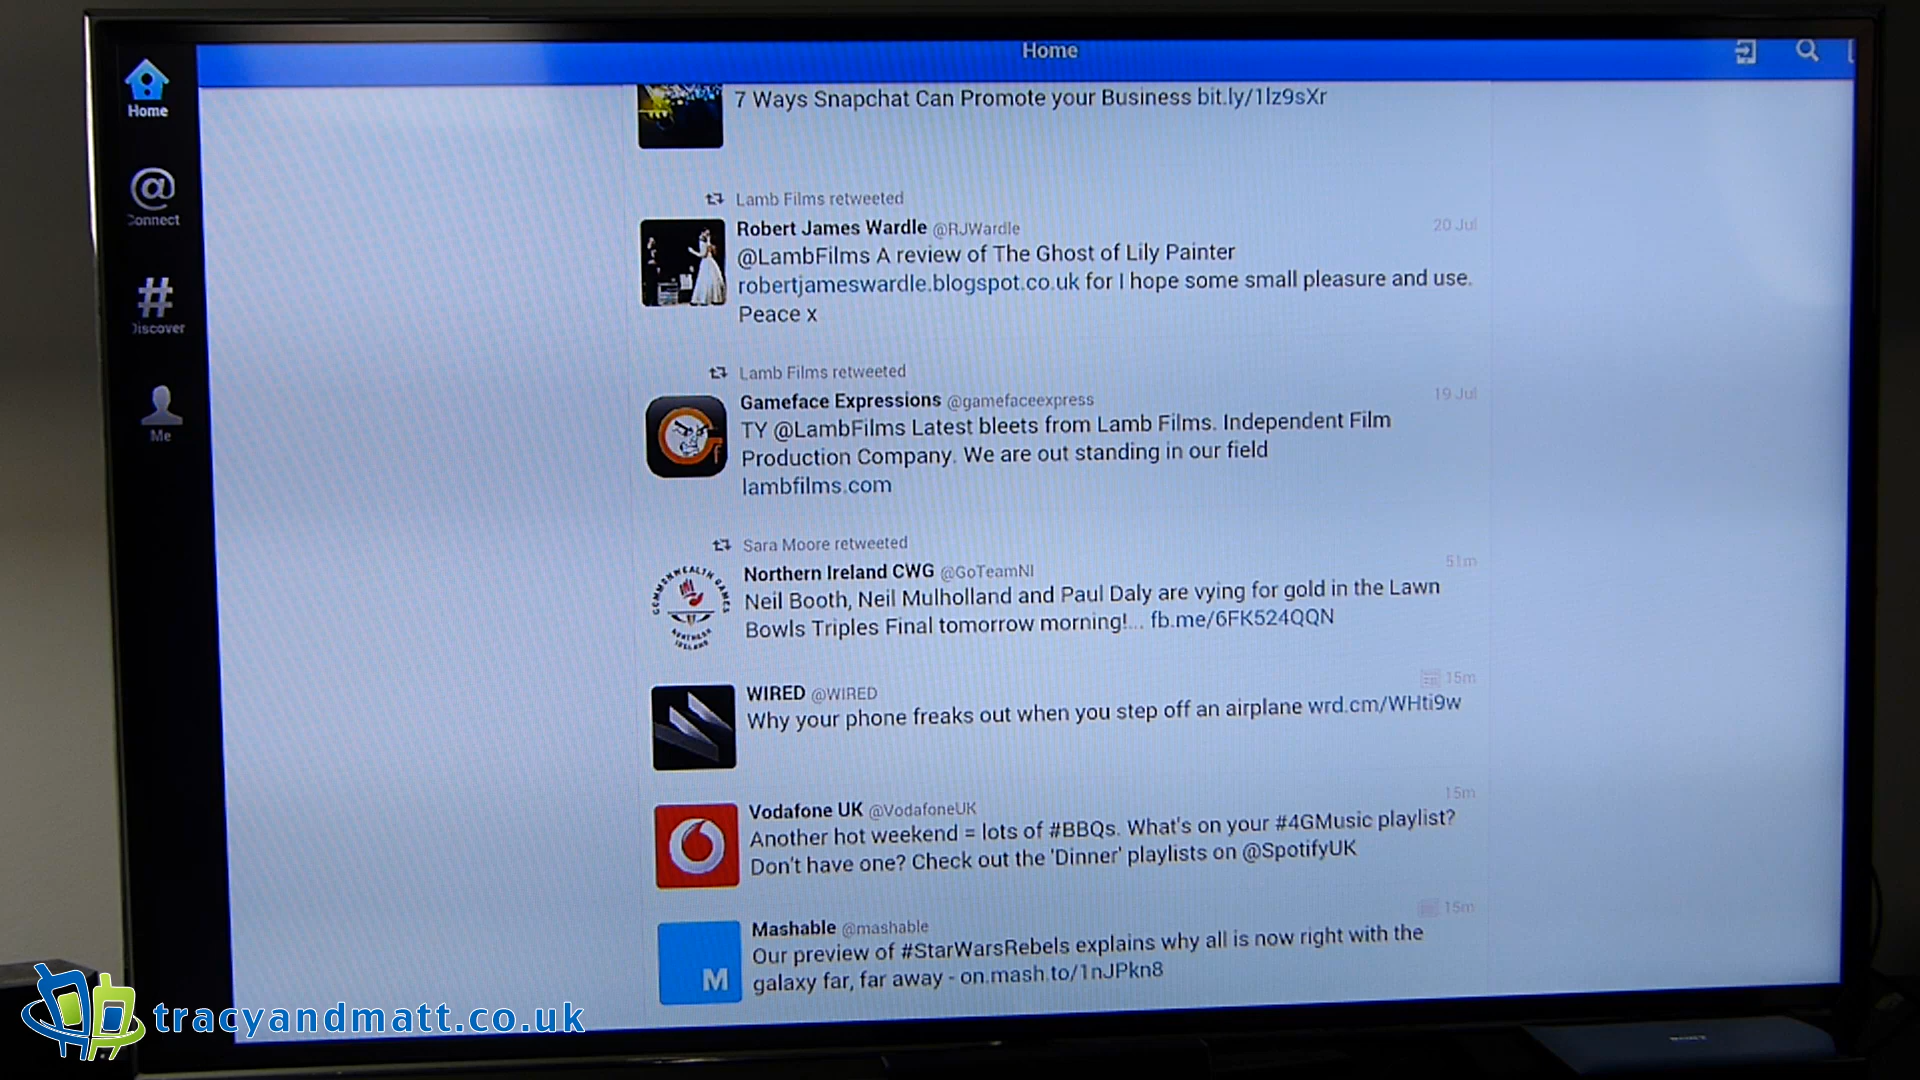 Home
Home
7 Ways Snapchat Can Promote your Business bit.ly/1lz9sXr
Connect
Lamb Films retweeted
Robert James Wardle @RJWardle 20 Jul
@LambFilms A review of The Ghost of Lily Painter
robertjameswardle.blogspot.co.uk for I hope some small pleasure and use.
Peace x
Discover
Lamb Films retweeted
Gameface Expressions @gamefaceexpress 19 Jul
TY @LambFilms Latest bleets from Lamb Films. Independent Film
Production Company. We are out standing in our field
lambfilms.com
Me
Sara Moore retweeted
Northern Ireland CWG @GoTeamNI 51m
Neil Booth, Neil Mulholland and Paul Daly are vying for gold in the Lawn
Bowls Triples Final tomorrow morning!... fb.me/6FK524QQN
COMMONWEALTH GAMES
NORTHERN IRELAND
WIRED @WIRED 15m
Why your phone freaks out when you step off an airplane wrd.cm/WHti9w
Vodafone UK @VodafoneUK 15m
Another hot weekend = lots of #BBQs. What's on your #4GMusic playlist?
Don't have one? Check out the 'Dinner' playlists on @SpotifyUK
Mashable @mashable 15m
Our preview of #StarWarsRebels explains why all is now right with the
galaxy far, far away - on.mash.to/1nJPkn8
M
tracyandmatt.co.uk
SONY